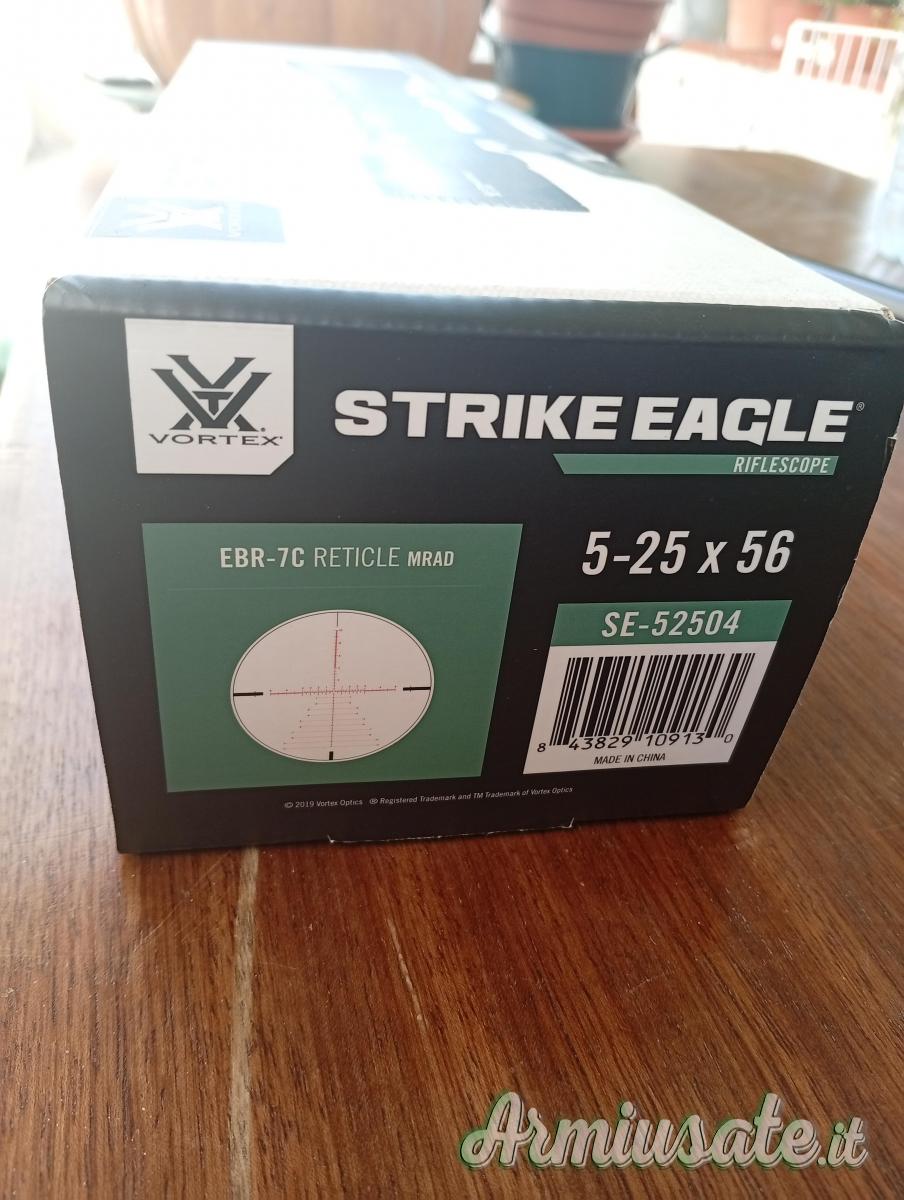 VORTEX®
STRIKE EAGLE®
RIFLESCOPE
EBR-7C RETICLE MRAD
5-25 x 56
SE-52504
8 43829 10913 0
MADE IN CHINA
© 2019 Vortex Optics ® Registered Trademark and TM Trademark of Vortex Optics
Armiusate.it